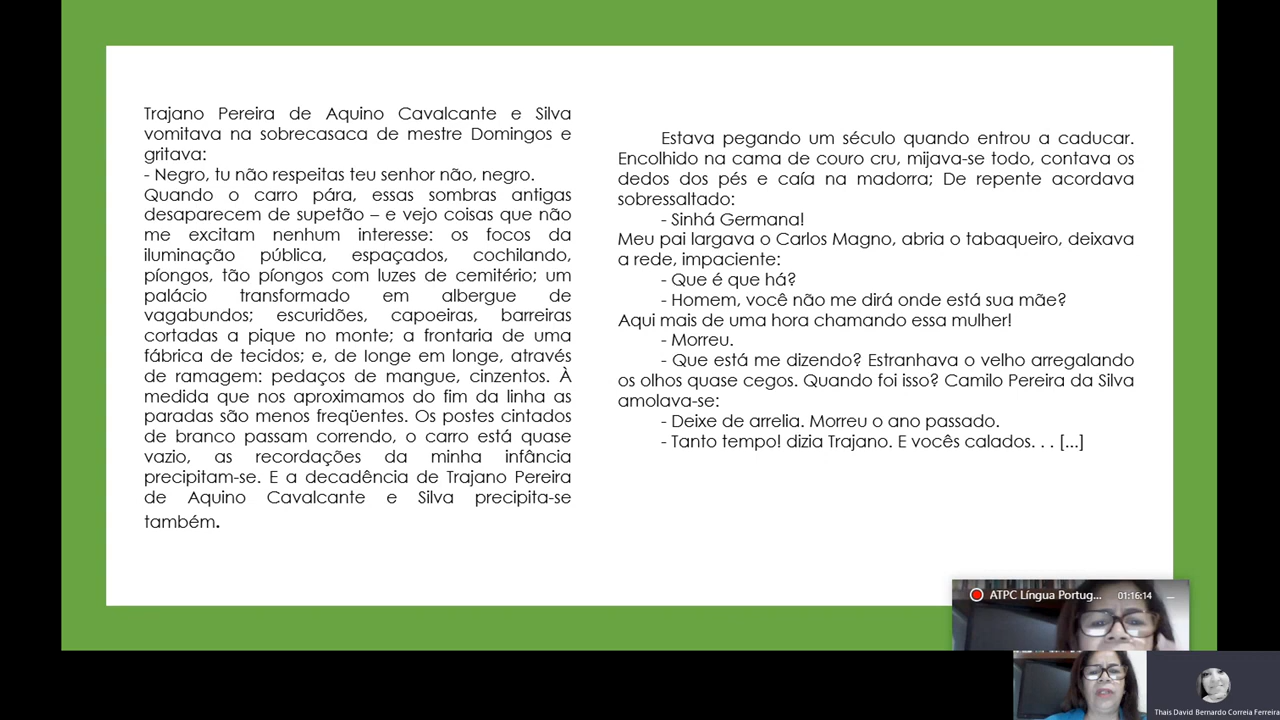 Trajano Pereira de Aquino Cavalcante e Silva
vomitava na sobrecasaca de mestre Domingos e
gritava:
- Negro, tu não respeitas teu senhor não, negro.
Quando o carro pára, essas sombras antigas
desaparecem de supetão – e vejo coisas que não
me excitam nenhum interesse: os focos da
iluminação pública, espaçados, cochilando,
píongos, tão píongos com luzes de cemitério; um
palácio transformado em albergue de
vagabundos; escuridões, capoeiras, barreiras
cortadas a pique no monte; a frontaria de uma
fábrica de tecidos; e, de longe em longe, através
de ramagem: pedaços de mangue, cinzentos. À
medida que nos aproximamos do fim da linha as
paradas são menos freqüentes. Os postes cintados
de branco passam correndo, o carro está quase
vazio, as recordações da minha infância
precipitam-se. E a decadência de Trajano Pereira
de Aquino Cavalcante e Silva precipita-se
também.
Estava pegando um século quando entrou a caducar.
Encolhido na cama de couro cru, mijava-se todo, contava os
dedos dos pés e caía na madorra; De repente acordava
sobressaltado:
- Sinhá Germana!
Meu pai largava o Carlos Magno, abria o tabaqueiro, deixava
a rede, impaciente:
- Que é que há?
- Homem, você não me dirá onde está sua mãe?
Aqui mais de uma hora chamando essa mulher!
- Morreu.
- Que está me dizendo? Estranhava o velho arregalando
os olhos quase cegos. Quando foi isso? Camilo Pereira da Silva
amolava-se:
- Deixe de arrelia. Morreu o ano passado.
- Tanto tempo! dizia Trajano. E vocês calados. . . [...]
ATPC Língua Portug... 01:16:14
Thais David Bernardo Correia Ferreira